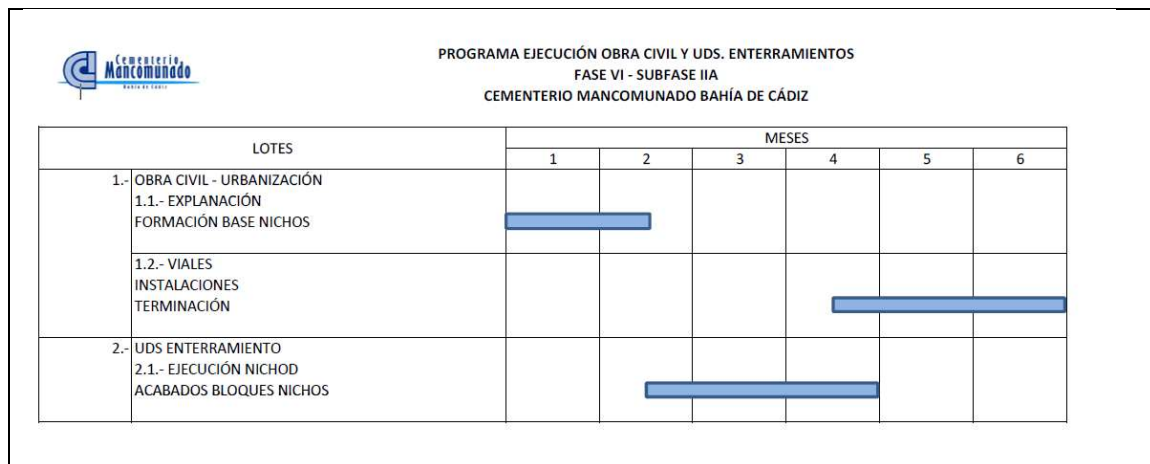 Cementerio
Mancomunado
Bahía de Cádiz
PROGRAMA EJECUCIÓN OBRA CIVIL Y UDS. ENTERRAMIENTOS
FASE VI - SUBFASE IIA
CEMENTERIO MANCOMUNADO BAHÍA DE CÁDIZ
LOTES
MESES
1 2 3 4 5 6
1.- OBRA CIVIL - URBANIZACIÓN
1.1.- EXPLANACIÓN
FORMACIÓN BASE NICHOS
1.2.- VIALES
INSTALACIONES
TERMINACIÓN
2.- UDS ENTERRAMIENTO
2.1.- EJECUCIÓN NICHOD
ACABADOS BLOQUES NICHOS